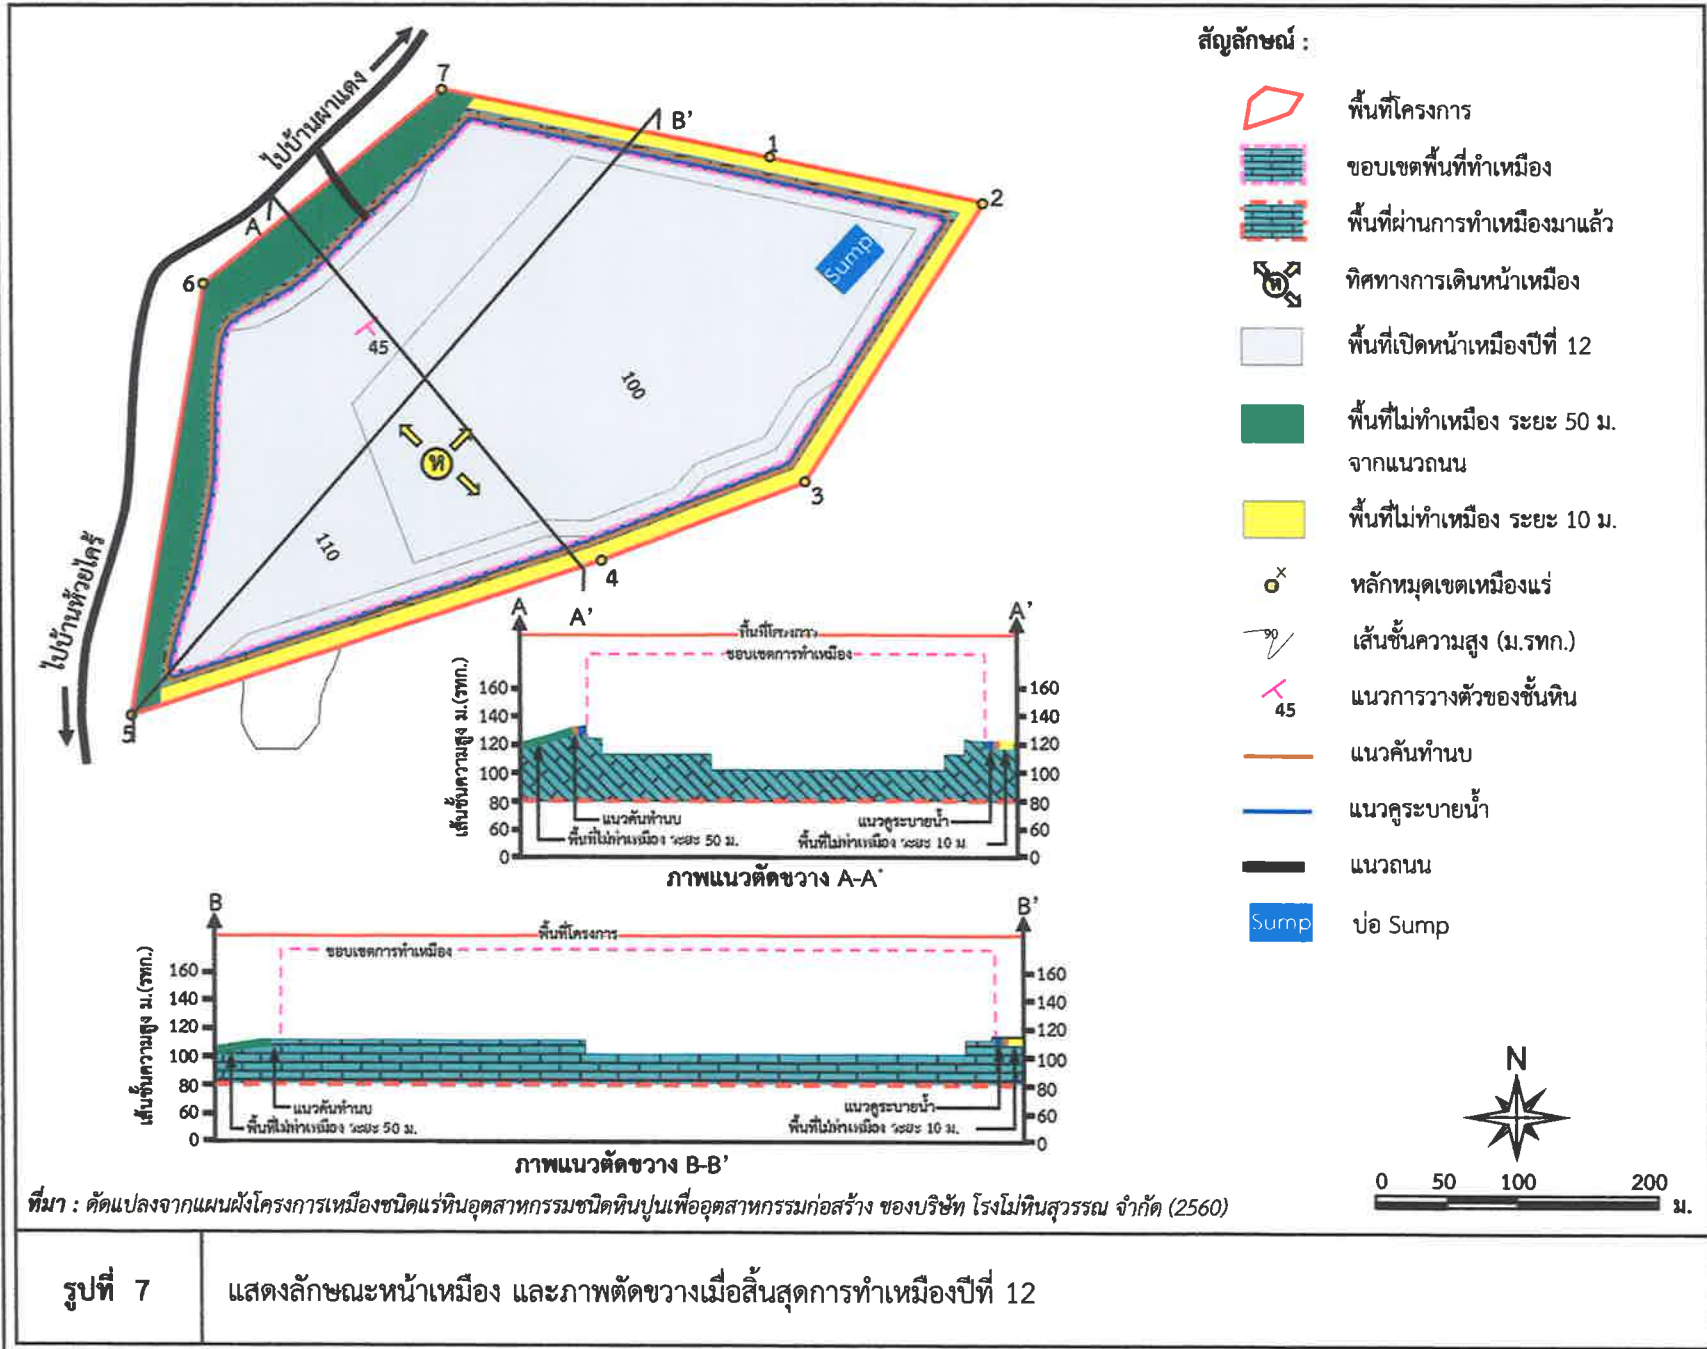 สัญลักษณ์ :
พื้นที่โครงการ
ขอบเขตพื้นที่ทำเหมือง
พื้นที่ผ่านการทำเหมืองมาแล้ว
ห ทิศทางการเดินหน้าเหมือง
พื้นที่เปิดหน้าเหมืองปีที่ 12
พื้นที่ไม่ทำเหมือง ระยะ 50 ม.
จากแนวถนน
พื้นที่ไม่ทำเหมือง ระยะ 10 ม.
x หลักหมุดเขตเหมืองแร่
90 เส้นชั้นความสูง (ม.รทก.)
45 แนวการวางตัวของชั้นหิน
แนวคันทำนบ
แนวคูระบายน้ำ
แนวถนน
Sump บ่อ Sump
ไปบ้านผาแดง
7
B'
1
2
A
6
Sump
45
100
ห
3
110
4
A'
ไปบ้านห้วยไคร้
5
A
A'
พื้นที่โครงการ
ขอบเขตการทำเหมือง
เส้นชั้นความสูง ม.(รทก.)
160
140
120
100
80
60
0
160
140
120
100
80
60
0
แนวคันทำนบ
แนวคูระบายน้ำ
พื้นที่ไม่ทำเหมือง ระยะ 50 ม.
พื้นที่ไม่ทำเหมือง ระยะ 10 ม
ภาพแนวตัดขวาง A-A'
B
B'
พื้นที่โครงการ
ขอบเขตการทำเหมือง
เส้นชั้นความสูง ม.(รทก.)
160
140
120
100
80
60
0
160
140
120
100
80
60
0
แนวคันทำนบ
แนวคูระบายน้ำ
พื้นที่ไม่ทำเหมือง ระยะ 50 ม.
พื้นที่ไม่ทำเหมือง ระยะ 10 ม.
ภาพแนวตัดขวาง B-B'
N
0 50 100 200
ม.
ที่มา : ดัดแปลงจากแผนผังโครงการเหมืองชนิดแร่หินอุตสาหกรรมชนิดหินปูนเพื่ออุตสาหกรรมก่อสร้าง ของบริษัท โรงโม่หินสุวรรณ จำกัด (2560)
รูปที่ 7 แสดงลักษณะหน้าเหมือง และภาพตัดขวางเมื่อสิ้นสุดการทำเหมืองปีที่ 12